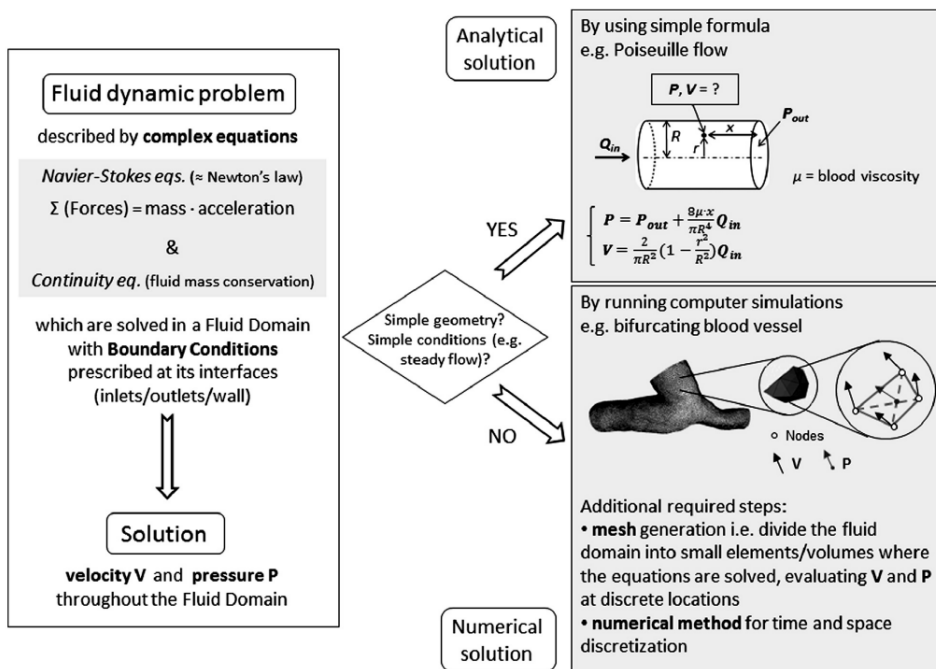 Fluid dynamic problem
described by complex equations
Navier-Stokes eqs. (≈ Newton's law)
Σ (Forces) = mass · acceleration
&
Continuity eq. (fluid mass conservation)
which are solved in a Fluid Domain
with Boundary Conditions
prescribed at its interfaces
(inlets/outlets/wall)
Solution
velocity V and pressure P
throughout the Fluid Domain
Simple geometry?
Simple conditions (e.g.
steady flow)?
YES
NO
Analytical
solution
By using simple formula
e.g. Poiseuille flow
P, V = ?
R
x
r
P_out
Q_in
μ = blood viscosity
P = P_out + \frac{8μ·x}{πR^4} Q_in
V = \frac{2}{πR^2}(1 − \frac{r^2}{R^2})Q_in
Numerical
solution
By running computer simulations
e.g. bifurcating blood vessel
Nodes
V
P
Additional required steps:
• mesh generation i.e. divide the fluid
domain into small elements/volumes where
the equations are solved, evaluating V and P
at discrete locations
• numerical method for time and space
discretization